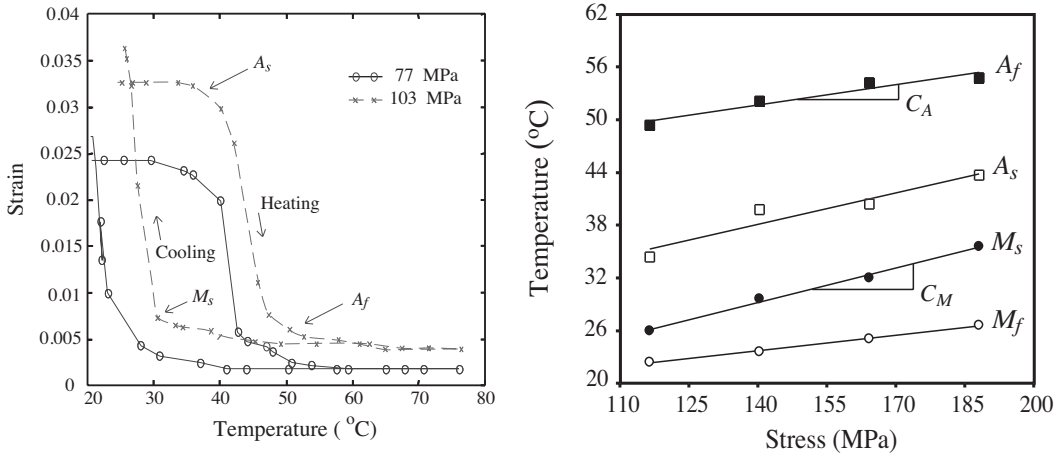 0.04
0.035
0.03
0.025
0.02
0.015
0.01
0.005
0
Strain
20 30 40 50 60 70 80
Temperature ( °C)
77 MPa
103 MPa
As
Heating
Cooling
Ms
Af
62
56
50
44
38
32
26
20
Temperature (°C)
110 125 140 155 170 185 200
Stress (MPa)
Af
CA
As
Ms
CM
Mf